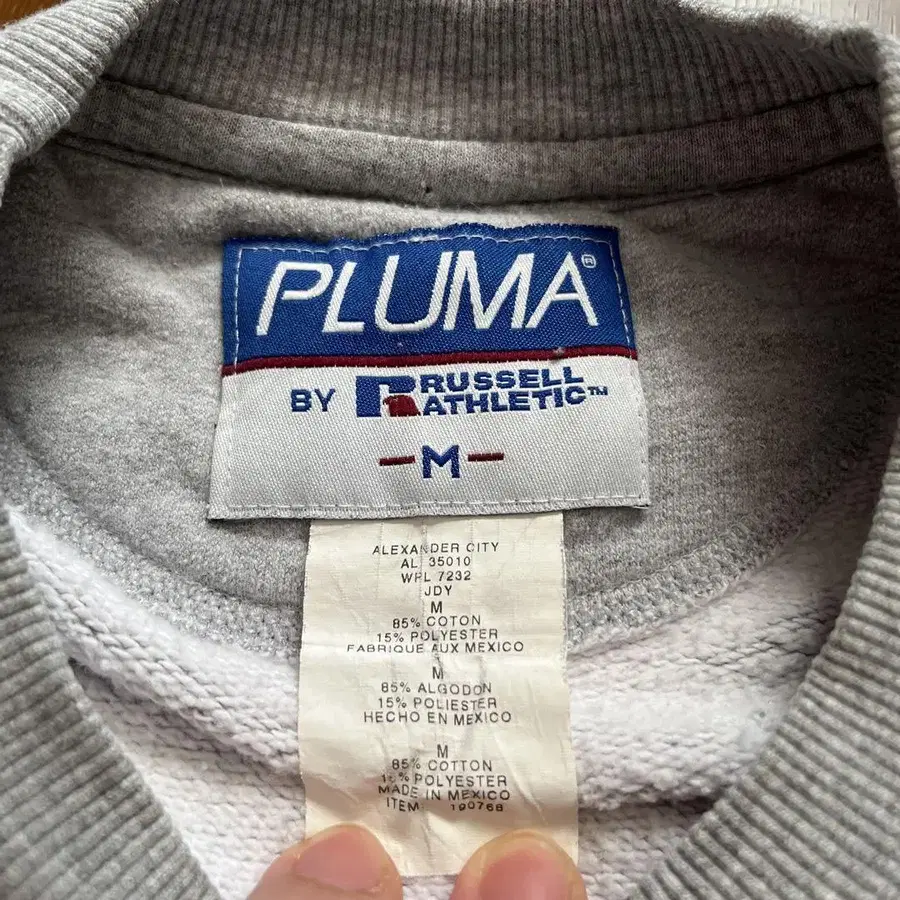 PLUMA®
BY R RUSSELL
ATHLETIC™
-M-
ALEXANDER CITY
AL 35010
WPL 7232
JDY
M
85% COTON
15% POLYESTER
FABRIQUE AUX MEXICO
M
85% ALGODON
15% POLIESTER
HECHO EN MEXICO
M
85% COTTON
15% POLYESTER
MADE IN MEXICO
ITEM 190768